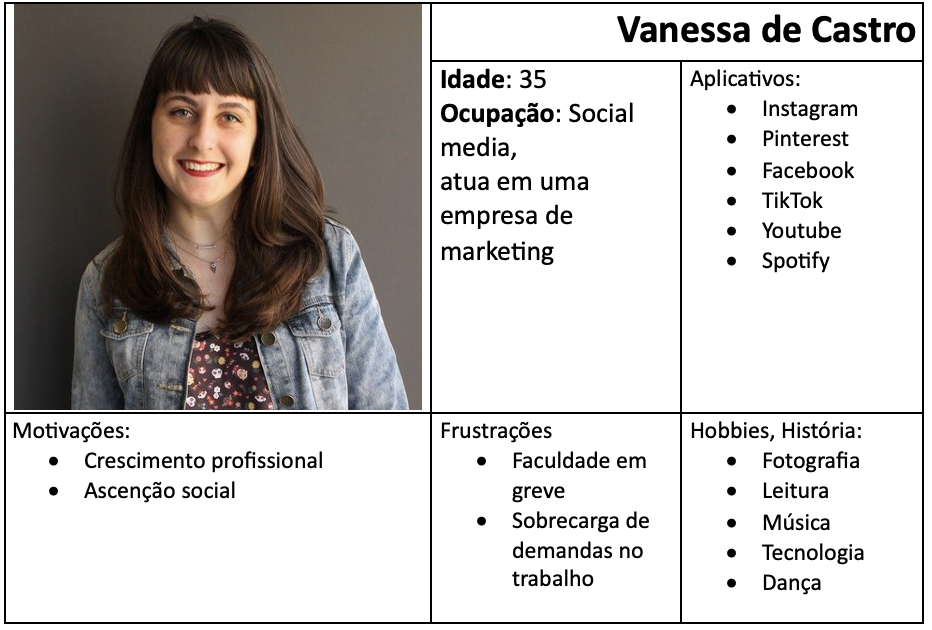 Vanessa de Castro
Idade: 35
Ocupação: Social
media,
atua em uma
empresa de
marketing
Aplicativos:
• Instagram
• Pinterest
• Facebook
• TikTok
• Youtube
• Spotify
Motivações:
• Crescimento profissional
• Ascenção social
Frustrações
• Faculdade em
greve
• Sobrecarga de
demandas no
trabalho
Hobbies, História:
• Fotografia
• Leitura
• Música
• Tecnologia
• Dança